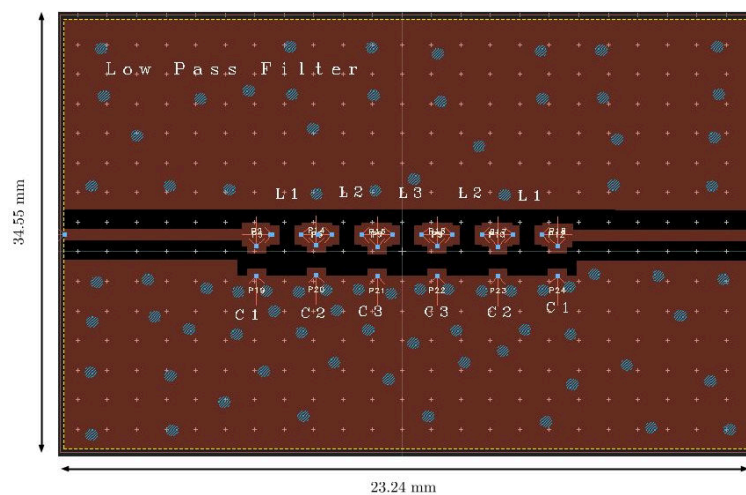 Low Pass Filter
L1 L2 L3 L2 L1
P19 P20 P21 P22 P23 P24
C1 C2 C3 C3 C2 C1
34.55 mm
23.24 mm